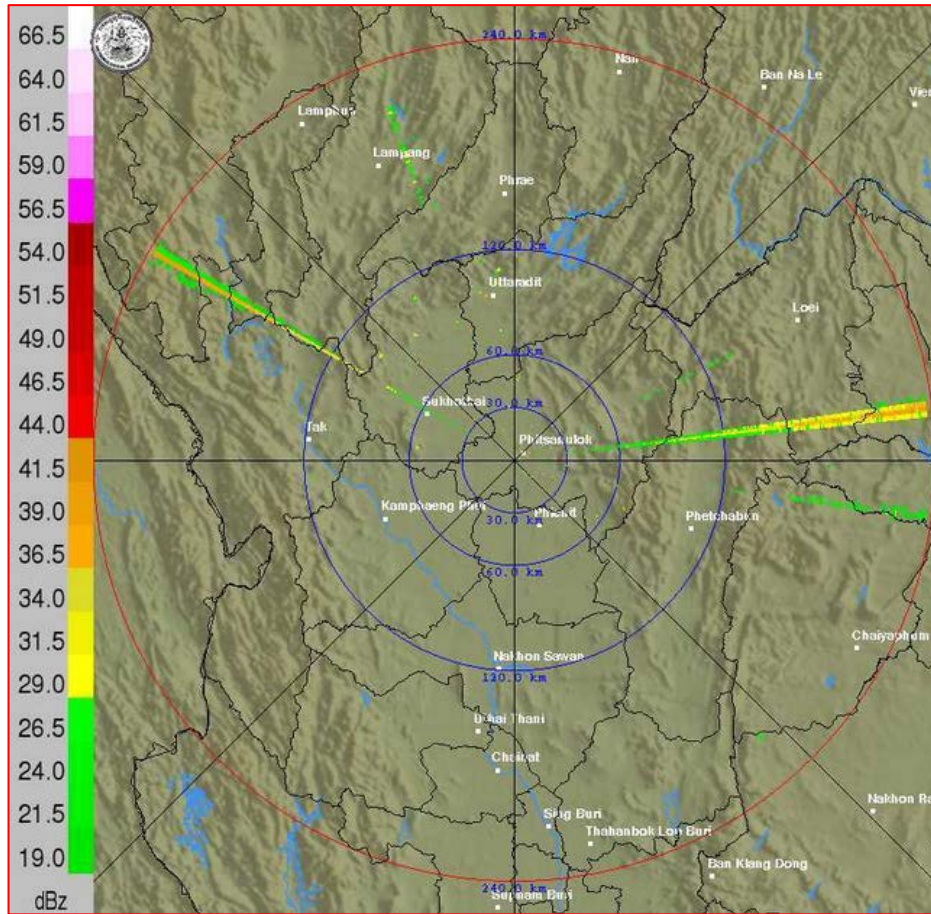 66.5
64.0
61.5
59.0
56.5
54.0
51.5
49.0
46.5
44.0
41.5
39.0
36.5
34.0
31.5
29.0
26.5
24.0
21.5
19.0
dBz
240.0 km
Nan
Ban Na Le
Vien
Lamphun
Lampang
Phrae
120.0 km
Uttaradit
Loei
60.0 km
30.0 km
Sukhothai
Tak
Phitsanulok
Kamphaeng Phet
30.0 km
Phichit
Phetchabun
60.0 km
Chaiyaphum
Nakhon Sawan
120.0 km
Uthai Thani
Chainat
Nakhon Ra
Sing Buri
Thahanbok Lop Buri
Ban Klang Dong
240.0 km
Suphan Buri